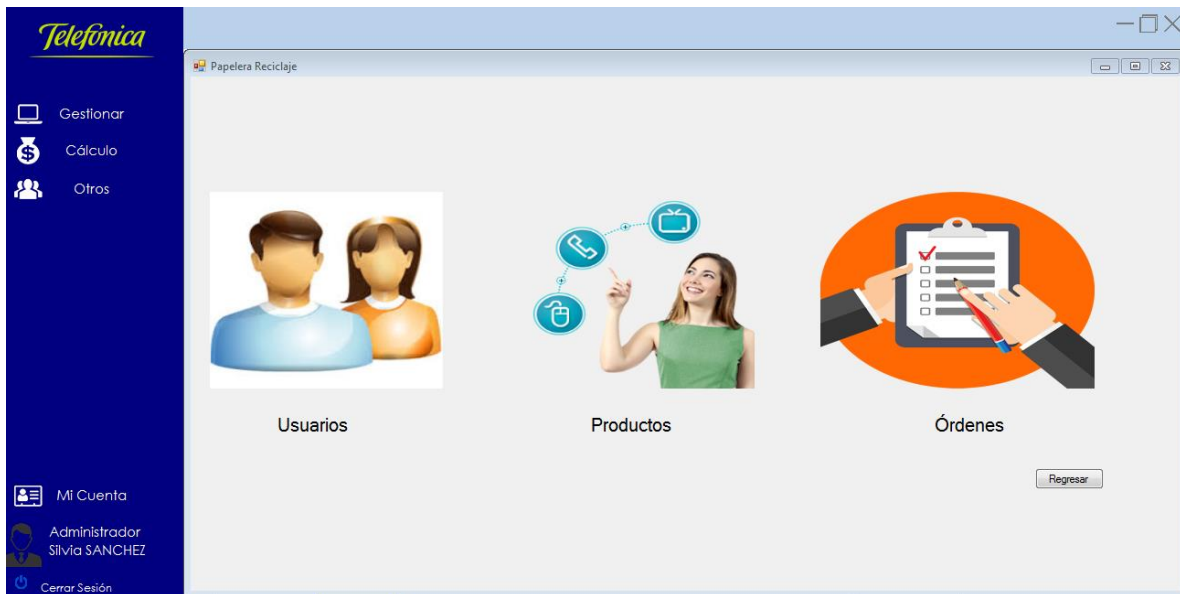 Telefónica
Papelera Reciclaje
Gestionar
Cálculo
Otros
Usuarios
Productos
Órdenes
Regresar
Mi Cuenta
Administrador
Silvia SANCHEZ
Cerrar Sesión